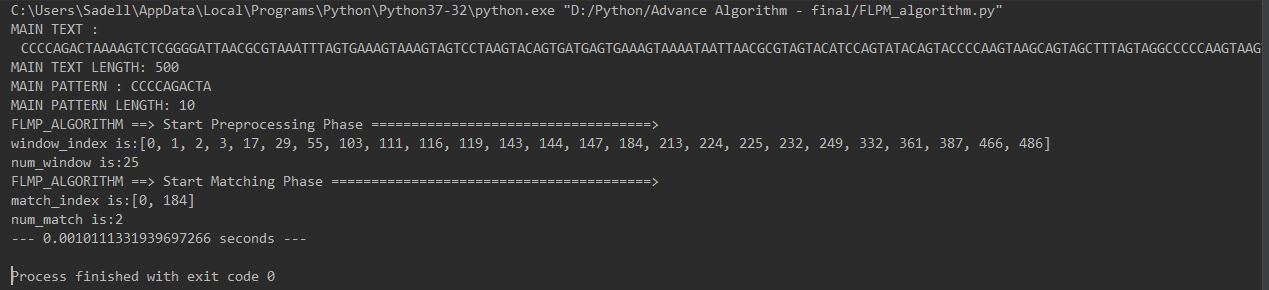 C:\Users\Sadell\AppData\Local\Programs\Python\Python37-32\python.exe "D:/Python/Advance Algorithm - final/FLPM_algorithm.py"
MAIN TEXT :
CCCCAGACTAAAAGTCTCGGGGATTAACGCGTAAATTTAGTGAAAGTAAAGTAGTCCTAAGTACAGTGATGAGTGAAAGTAAAATAATTAACGCGTAGTACATCCAGTATACAGTACCCCAAGTAAGCAGTAGCTTTAGTAGGCCCCCAAGTAAG
MAIN TEXT LENGTH: 500
MAIN PATTERN : CCCCAGACTA
MAIN PATTERN LENGTH: 10
FLMP_ALGORITHM ==> Start Preprocessing Phase ===================================>
window_index is:[0, 1, 2, 3, 17, 29, 55, 103, 111, 116, 119, 143, 144, 147, 184, 213, 224, 225, 232, 249, 332, 361, 387, 466, 486]
num_window is:25
FLMP_ALGORITHM ==> Start Matching Phase ========================================>
match_index is:[0, 184]
num_match is:2
--- 0.0010111331939697266 seconds ---
Process finished with exit code 0